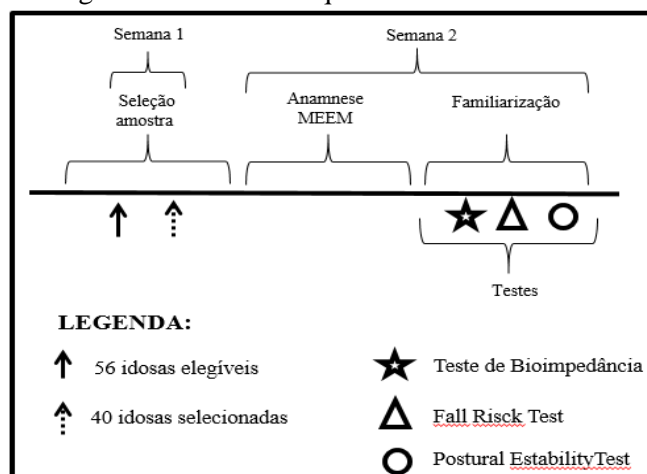 Semana 1
Semana 2
Seleção
amostra
Anamnese
MEEM
Familiarização
Testes
LEGENDA:
56 idosas elegíveis
40 idosas selecionadas
Teste de Bioimpedância
Fall Risck Test
Postural EstabilityTest